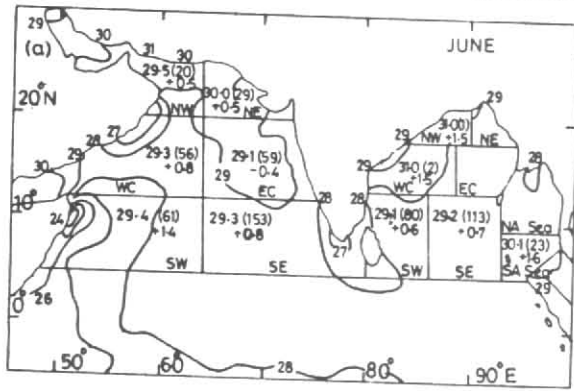 29 30 31 30 JUNE
(a) 29·5 (20) 30·0 (29)
+0·5 +0·5
20°N NW NE 29
31·(1) 
28 27 29·3 (56) 29·1 (59) 29 NW +1·5 NE
+0·8 -0·4 31·0 (2) 28
30 29 WC 29 EC WC +1·5 EC
10° 28 28
24 29·4 (61) 29·3 (153) 29·1 (80) 29·2 (113) NA Sea
+1·4 +0·8 +0·6 +0·7 30·1 (23)
27 +1·6
SW SE SW SE SA Sea
26 29
0°
28
50° 60° 70° 80° 90°E